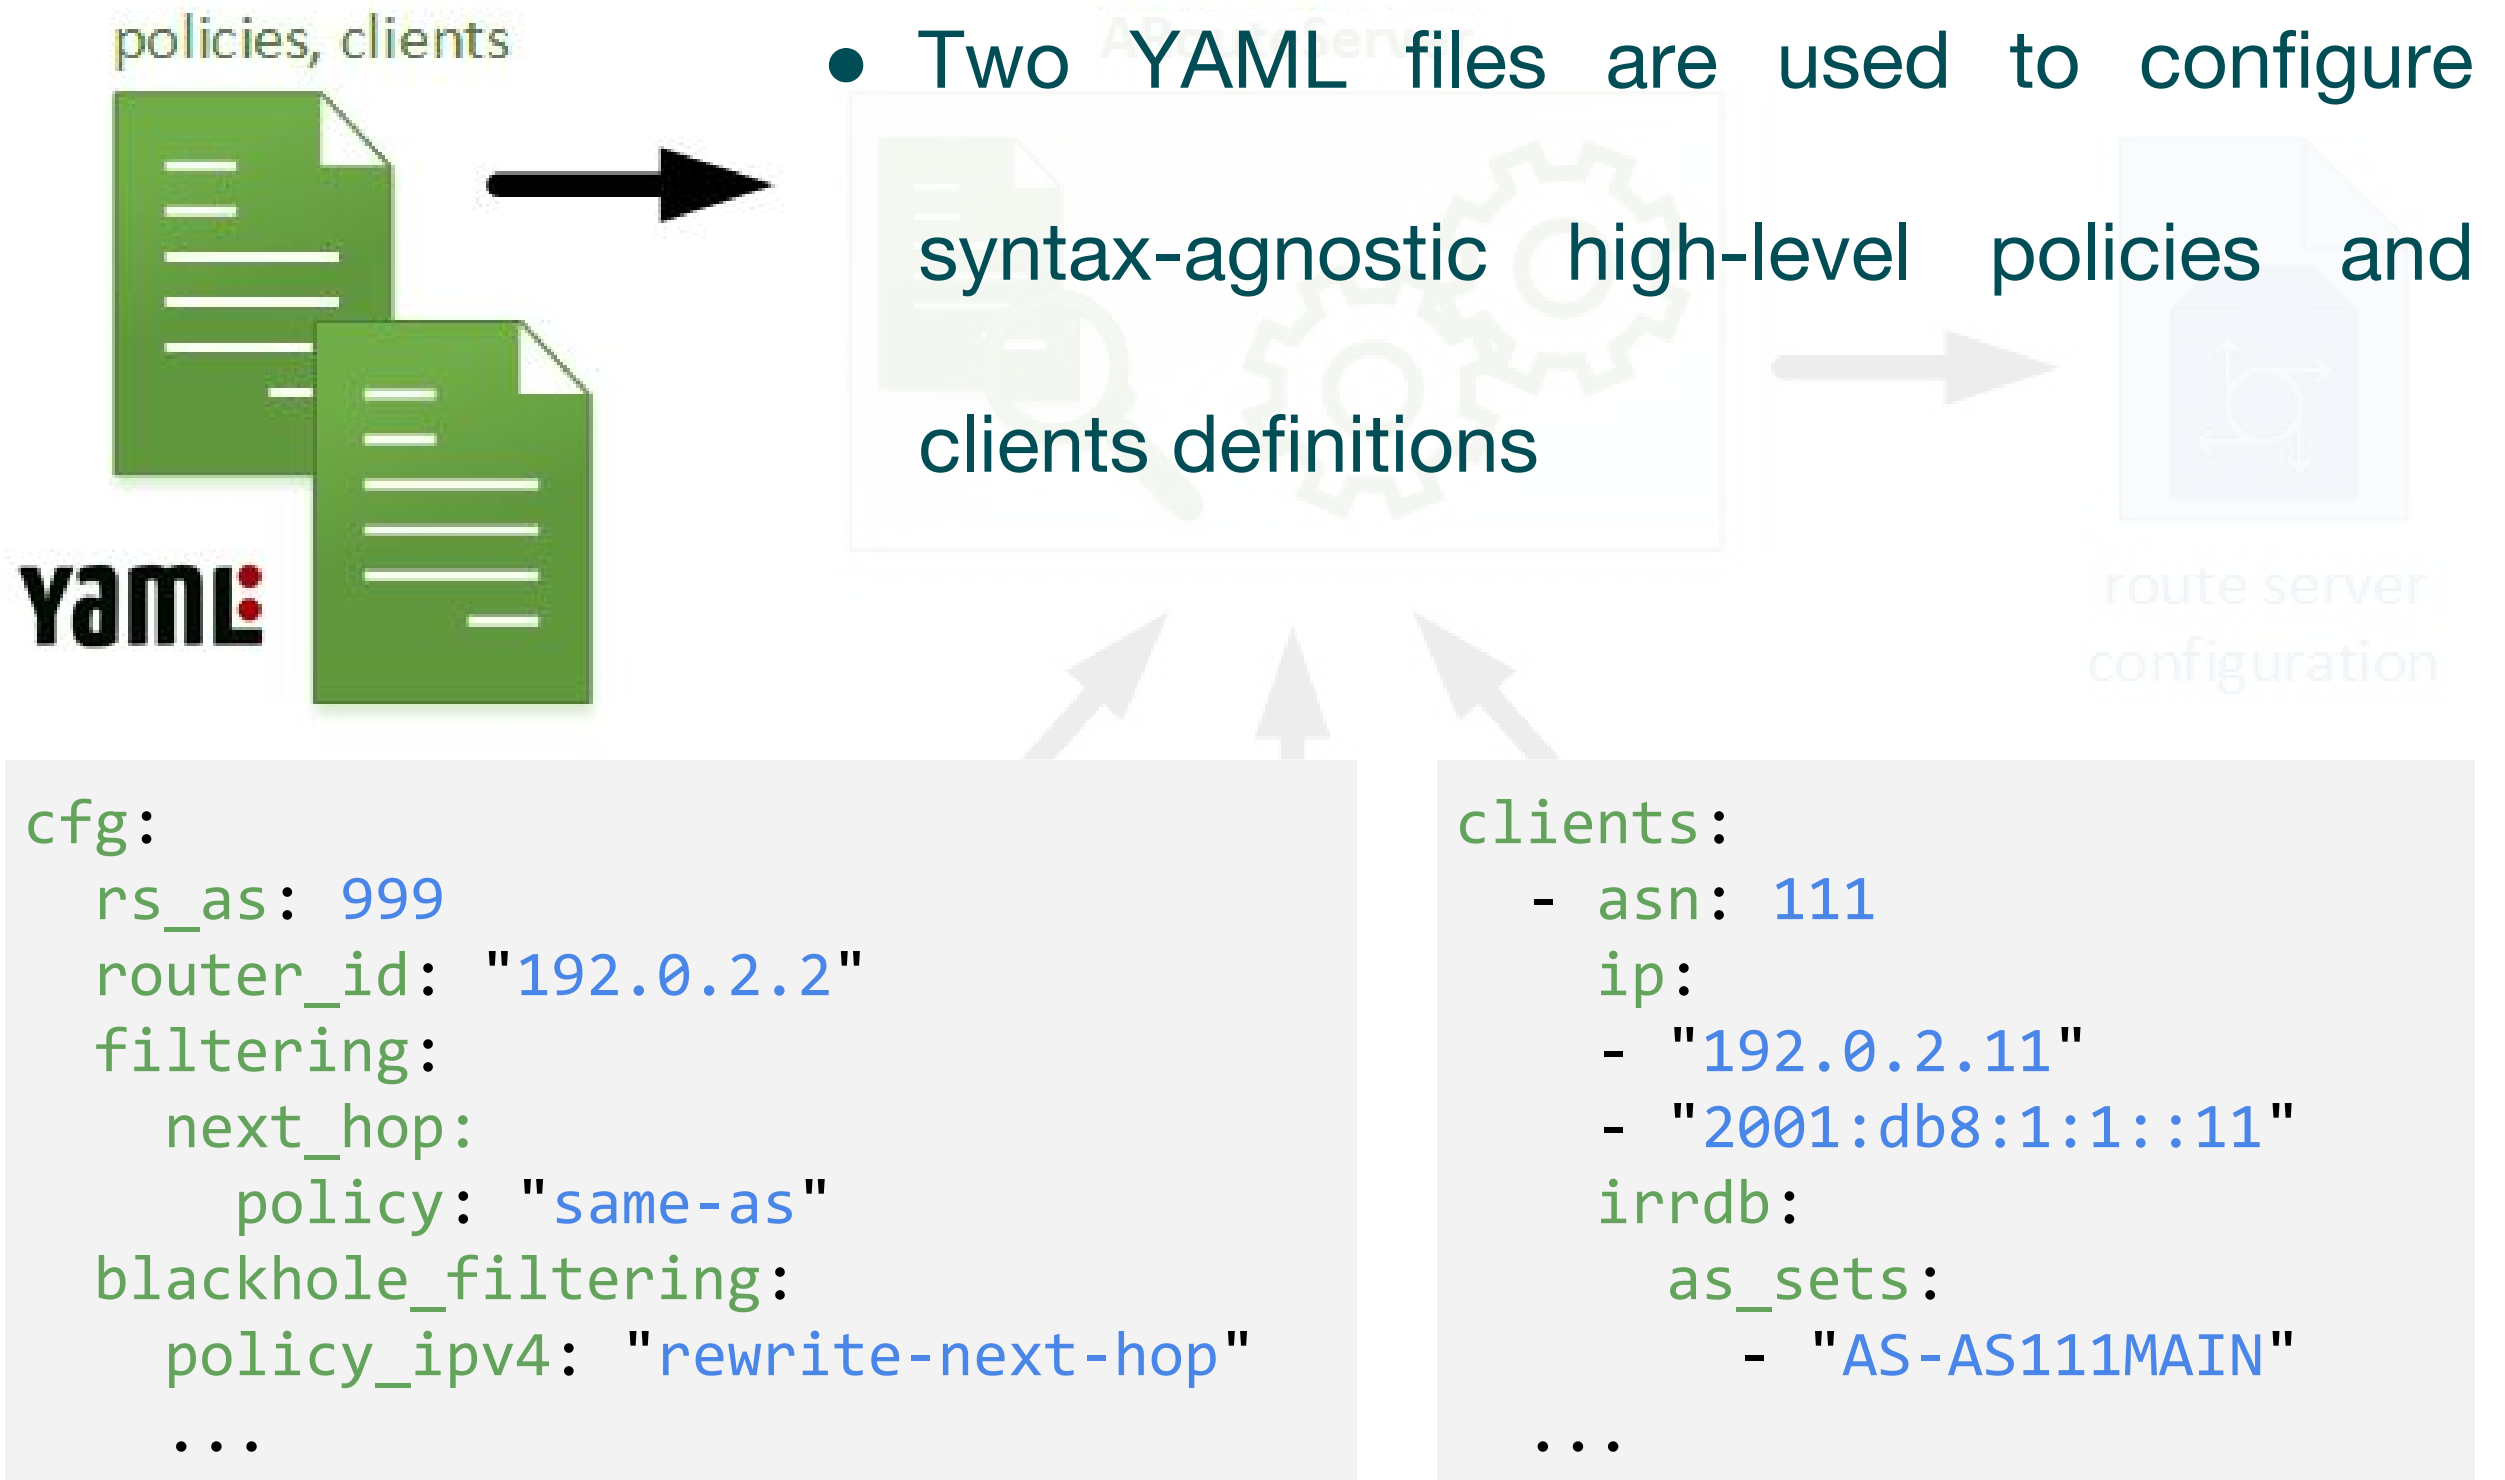 policies, clients
ARouteServer
● Two YAML files are used to configure
syntax-agnostic high-level policies and
clients definitions
YAML:
route server
configuration
cfg:
  rs_as: 999
  router_id: "192.0.2.2"
  filtering:
    next_hop:
      policy: "same-as"
  blackhole_filtering:
    policy_ipv4: "rewrite-next-hop"
    ...
clients:
  - asn: 111
    ip:
    - "192.0.2.11"
    - "2001:db8:1:1::11"
    irrdb:
      as_sets:
        - "AS-AS111MAIN"
  ...